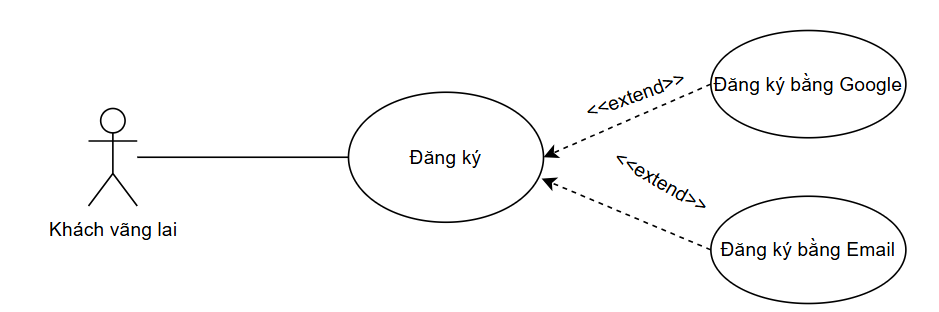 Khách vãng lai
Đăng ký
<<extend>>
Đăng ký bằng Google
<<extend>>
Đăng ký bằng Email